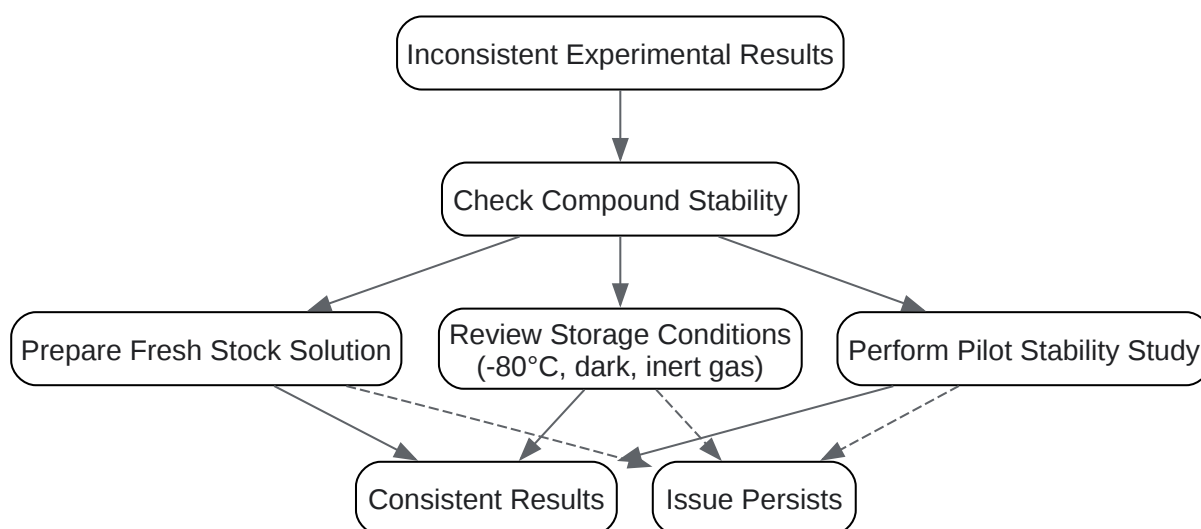 Inconsistent Experimental Results
Check Compound Stability
Prepare Fresh Stock Solution
Review Storage Conditions
(-80°C, dark, inert gas)
Perform Pilot Stability Study
Consistent Results
Issue Persists